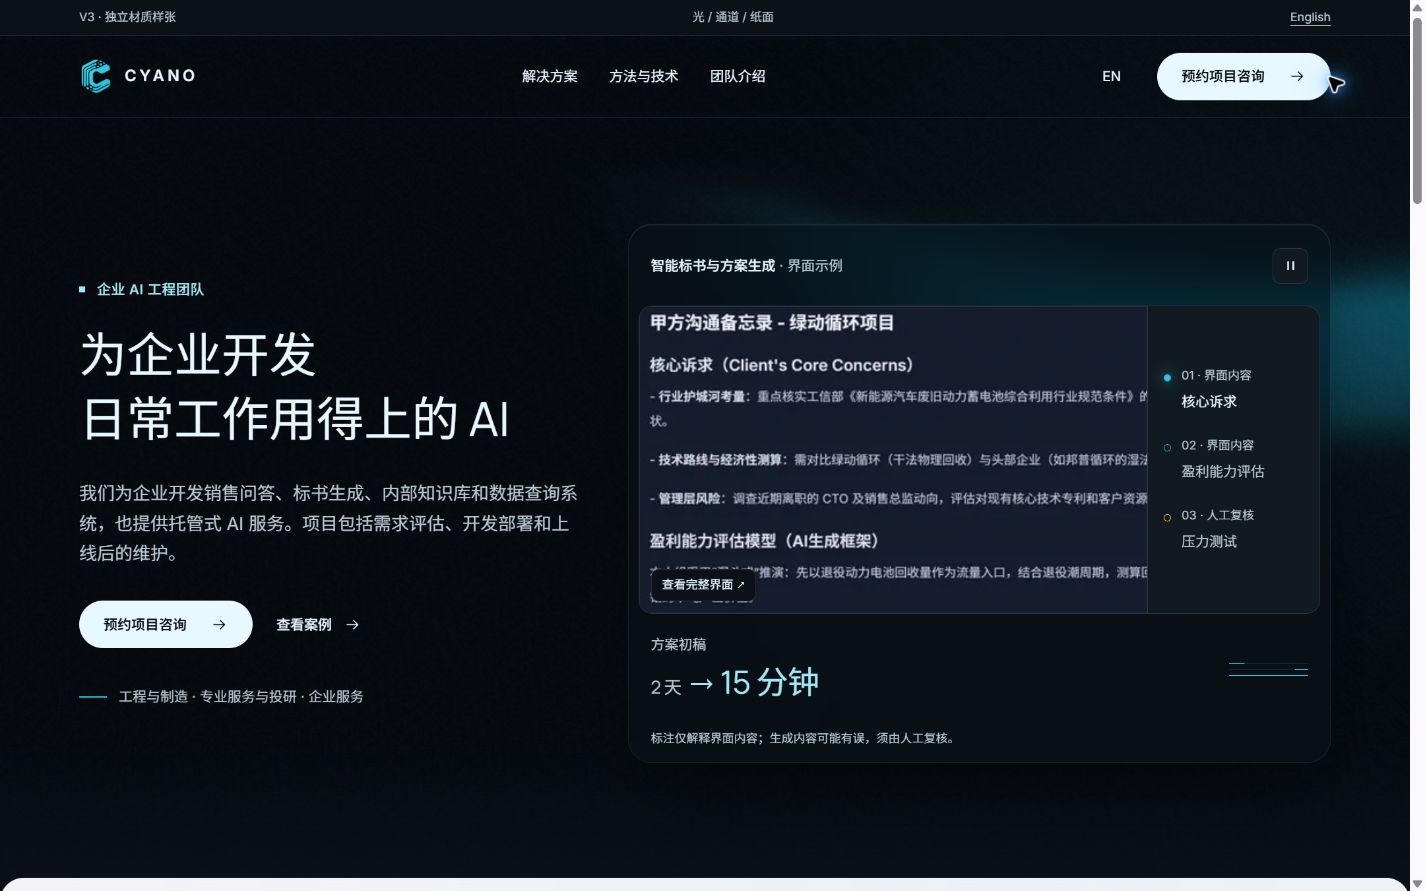 V3 · 独立材质样张
光 / 通道 / 纸面
English
CYANO
解决方案
方法与技术
团队介绍
EN
预约项目咨询 →
企业 AI 工程团队
为企业开发
日常工作用得上的 AI
我们为企业开发销售问答、标书生成、内部知识库和数据查询系
统，也提供托管式 AI 服务。项目包括需求评估、开发部署和上
线后的维护。
预约项目咨询 →
查看案例 →
工程与制造 · 专业服务与投研 · 企业服务
智能标书与方案生成 · 界面示例
甲方沟通备忘录 - 绿动循环项目
核心诉求（Client's Core Concerns）
- 行业护城河考量：重点核实工信部《新能源汽车废旧动力蓄电池综合利用行业规范条件》的
状。
- 技术路线与经济性测算：需对比绿动循环（干法物理回收）与头部企业（如邦普循环的湿法
- 管理层风险：调查近期离职的 CTO 及销售总监动向，评估对现有核心技术专利和客户资源
盈利能力评估模型（AI生成框架）
推演：先以退役动力电池回收量作为流量入口，结合退役潮周期，测算回
查看完整界面 ↗
01 · 界面内容
核心诉求
02 · 界面内容
盈利能力评估
03 · 人工复核
压力测试
方案初稿
2 天 → 15 分钟
标注仅解释界面内容；生成内容可能有误，须由人工复核。